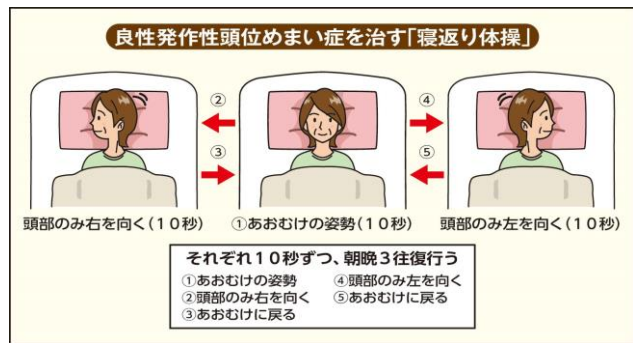 良性発作性頭位めまい症を治す「寝返り体操」
② ④
③ ⑤
頭部のみ右を向く(10秒) ①あおむけの姿勢(10秒) 頭部のみ左を向く(10秒)
それぞれ10秒ずつ、朝晩3往復行う
①あおむけの姿勢
②頭部のみ右を向く
③あおむけに戻る
④頭部のみ左を向く
⑤あおむけに戻る